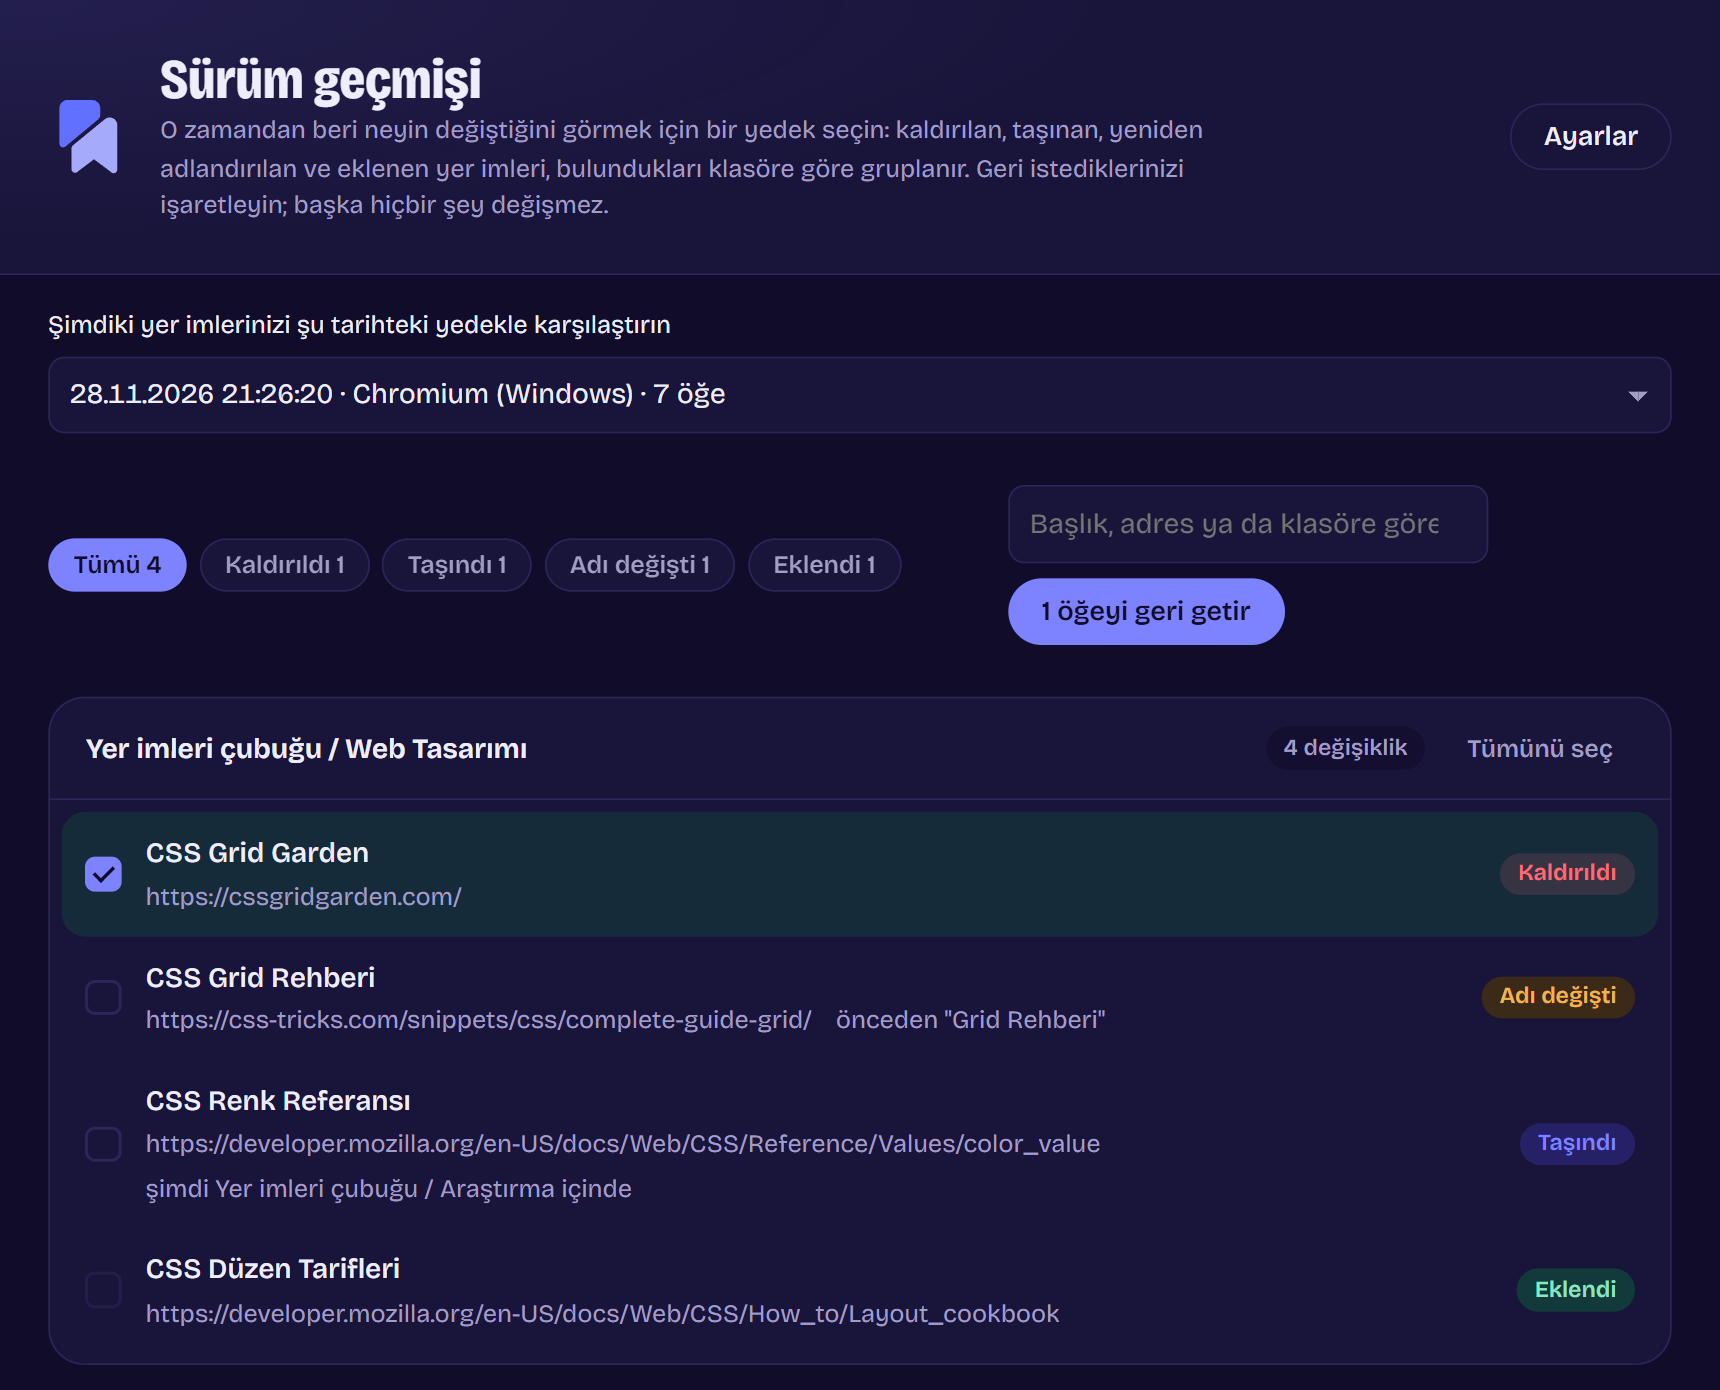 Sürüm geçmişi
O zamandan beri neyin değiştiğini görmek için bir yedek seçin: kaldırılan, taşınan, yeniden
adlandırılan ve eklenen yer imleri, bulundukları klasöre göre gruplanır. Geri istediklerinizi
işaretleyin; başka hiçbir şey değişmez.
Ayarlar
Şimdiki yer imlerinizi şu tarihteki yedekle karşılaştırın
28.11.2026 21:26:20 · Chromium (Windows) · 7 öğe
Tümü 4
Kaldırıldı 1
Taşındı 1
Adı değişti 1
Eklendi 1
Başlık, adres ya da klasöre göre
1 öğeyi geri getir
Yer imleri çubuğu / Web Tasarımı
4 değişiklik
Tümünü seç
CSS Grid Garden
https://cssgridgarden.com/
Kaldırıldı
CSS Grid Rehberi
https://css-tricks.com/snippets/css/complete-guide-grid/ önceden "Grid Rehberi"
Adı değişti
CSS Renk Referansı
https://developer.mozilla.org/en-US/docs/Web/CSS/Reference/Values/color_value
şimdi Yer imleri çubuğu / Araştırma içinde
Taşındı
CSS Düzen Tarifleri
https://developer.mozilla.org/en-US/docs/Web/CSS/How_to/Layout_cookbook
Eklendi